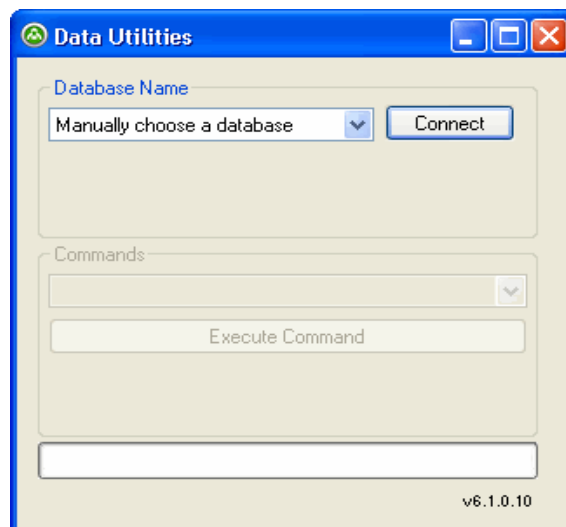 Data Utilities
Database Name
Manually choose a database
Connect
Commands
Execute Command
v6.1.0.10